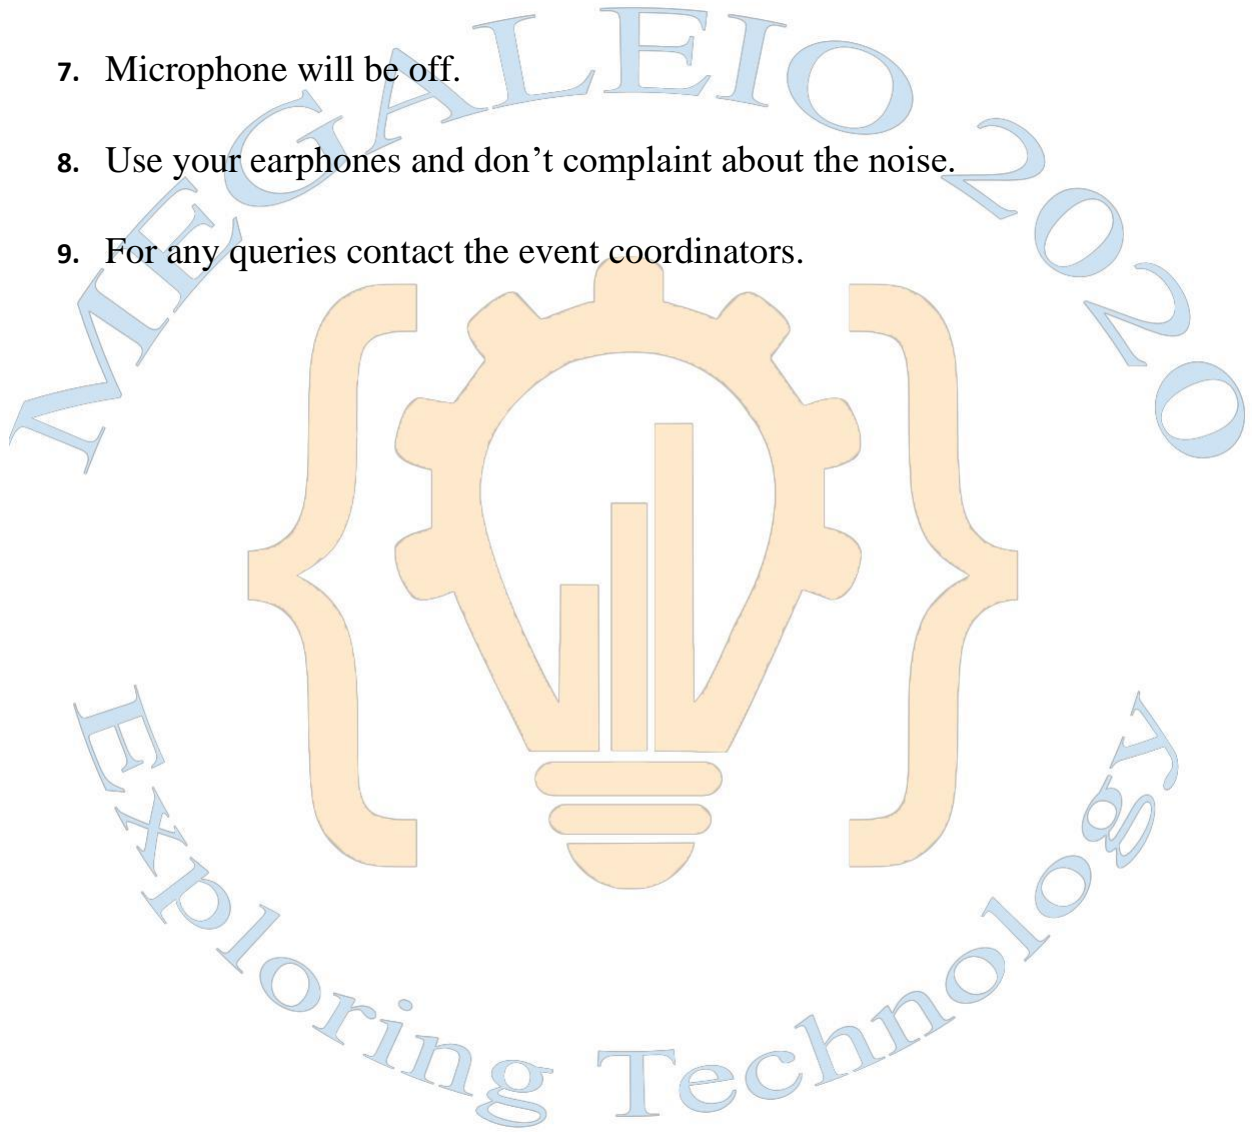 7. Microphone will be off.
8. Use your earphones and don’t complaint about the noise.
9. For any queries contact the event coordinators.
MEGALEIO 2020
Exploring Technology